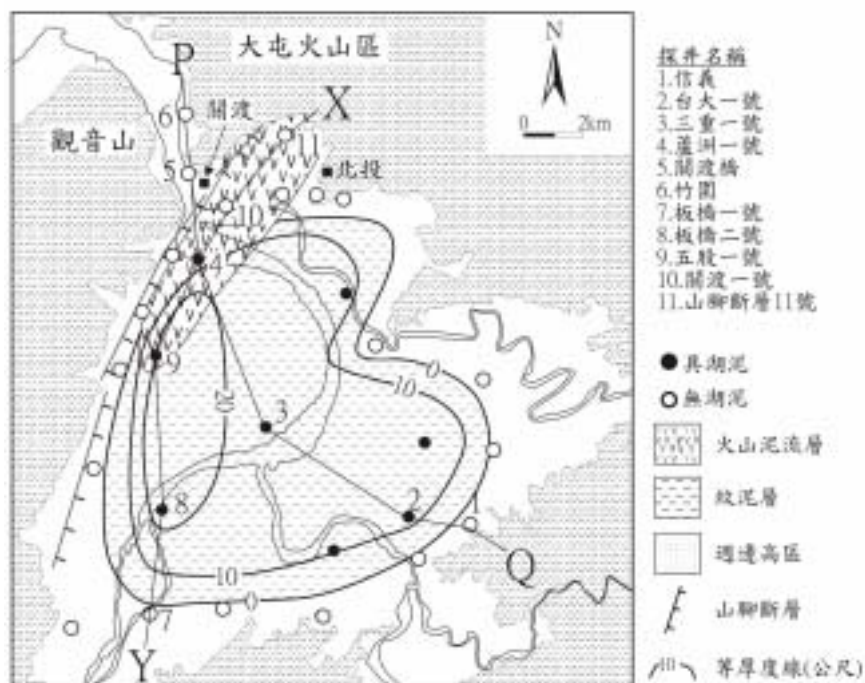 大屯火山區
P
N
0 2km
X
6
關渡
11
觀音山
5
北投
10
4
9
0
10
20
3
8
2
1
Q
10
0
7
Y
探井名稱
1.信義
2.台大一號
3.三重一號
4.蘆洲一號
5.關渡橋
6.竹圍
7.板橋一號
8.板橋二號
9.五股一號
10.關渡一號
11.山腳斷層11號
具湖泥
無湖泥
火山泥流層
紋泥層
週邊高區
山腳斷層
10 等厚度線(公尺)